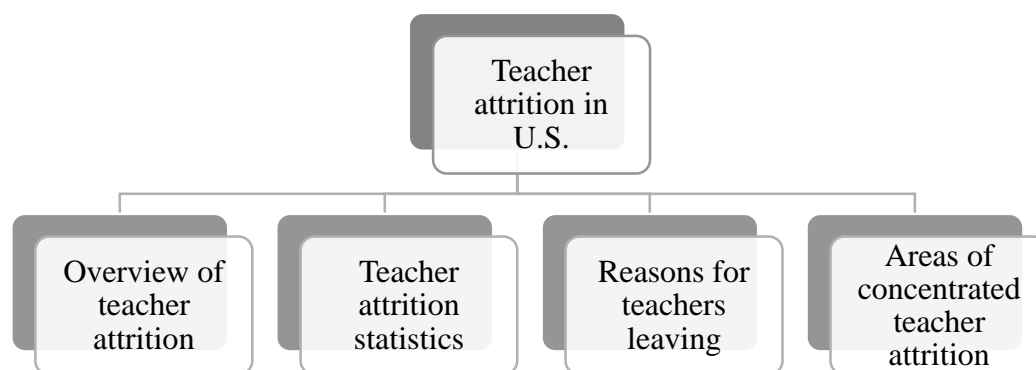 Teacher
attrition in
U.S.
Overview of
teacher
attrition
Teacher
attrition
statistics
Reasons for
teachers
leaving
Areas of
concentrated
teacher
attrition